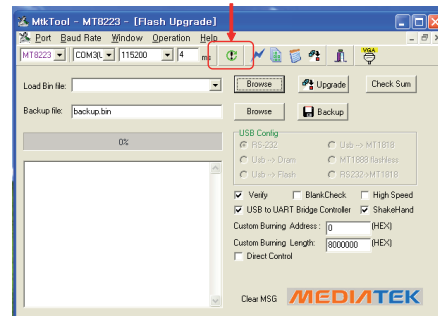 MtkTool - MT8223 - [Flash Upgrade]
Port Baud Rate Window Operation Help
MT8223 COM3(L 115200 4 ms VGA
Load Bin file: Browse Upgrade Check Sum
Backup file: backup.bin Browse Backup
0%
USB Config
RS-232 Usb --> MT1818
Usb --> Dram MT1888 flashless
Usb --> Flash RS232->MT1818
Verify BlankCheck High Speed
USB to UART Bridge Controller ShakeHand
Custom Burning Address : 0 (HEX)
Custom Burning Length: 8000000 (HEX)
Direct Control
Clear MSG MEDIATEK